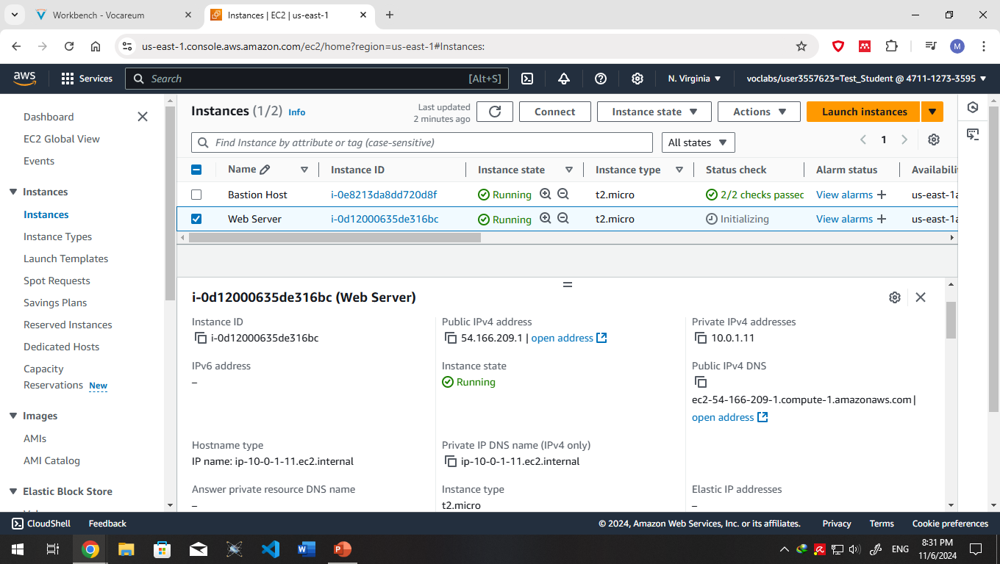 Workbench - Vocareum
Instances | EC2 | us-east-1
us-east-1.console.aws.amazon.com/ec2/home?region=us-east-1#Instances:
M
aws
Services
Search
[Alt+S]
N. Virginia
voclabs/user3557623=Test_Student @ 4711-1273-3595
Dashboard
EC2 Global View
Events
Instances
Instances
Instance Types
Launch Templates
Spot Requests
Savings Plans
Reserved Instances
Dedicated Hosts
Capacity
Reservations New
Images
AMIs
AMI Catalog
Elastic Block Store
Instances (1/2) Info
Last updated
2 minutes ago
Connect
Instance state
Actions
Launch instances
Find Instance by attribute or tag (case-sensitive)
All states
1
Name Instance ID Instance state Instance type Status check Alarm status Availabili
Bastion Host i-0e8213da8dd720d8f Running t2.micro 2/2 checks passed View alarms + us-east-1a
Web Server i-0d12000635de316bc Running t2.micro Initializing View alarms + us-east-1a
i-0d12000635de316bc (Web Server)
Instance ID
i-0d12000635de316bc
Public IPv4 address
54.166.209.1 | open address
Private IPv4 addresses
10.0.1.11
IPv6 address
–
Instance state
Running
Public IPv4 DNS
ec2-54-166-209-1.compute-1.amazonaws.com |
open address
Hostname type
IP name: ip-10-0-1-11.ec2.internal
Private IP DNS name (IPv4 only)
ip-10-0-1-11.ec2.internal
Answer private resource DNS name
–
Instance type
t2.micro
Elastic IP addresses
–
CloudShell
Feedback
© 2024, Amazon Web Services, Inc. or its affiliates.
Privacy
Terms
Cookie preferences
ENG
8:31 PM
11/6/2024